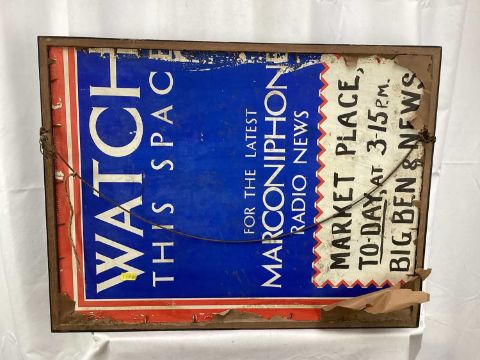 WATCH
THIS SPAC
FOR THE LATEST
MARCONIPHON
RADIO NEWS
MARKET PLACE,
TO-DAY, AT 3-15 P.M.
BIG BEN & NEWS